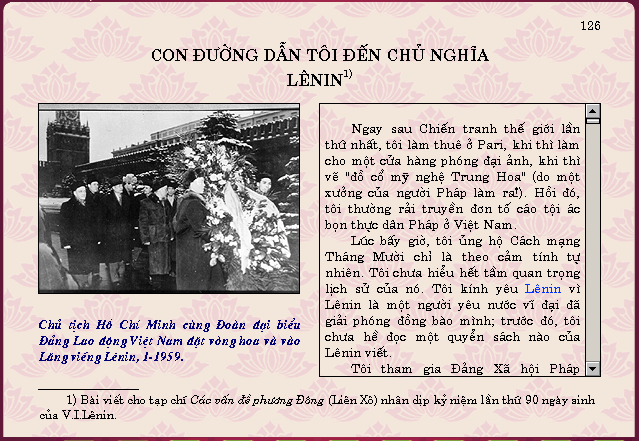 126
CON ĐƯỜNG DẪN TÔI ĐẾN CHỦ NGHĨA
LÊNIN1)
Chủ tịch Hồ Chí Minh cùng Đoàn đại biểu
Đảng Lao động Việt Nam đặt vòng hoa và vào
Lăng viếng Lênin, 1-1959.
Ngay sau Chiến tranh thế giới lần
thứ nhất, tôi làm thuê ở Pari, khi thì làm
cho một cửa hàng phóng đại ảnh, khi thì
vẽ "đồ cổ mỹ nghệ Trung Hoa" (do một
xưởng của người Pháp làm ra!). Hồi đó,
tôi thường rải truyền đơn tố cáo tội ác
bọn thực dân Pháp ở Việt Nam.
Lúc bấy giờ, tôi ủng hộ Cách mạng
Tháng Mười chỉ là theo cảm tính tự
nhiên. Tôi chưa hiểu hết tầm quan trọng
lịch sử của nó. Tôi kính yêu Lênin vì
Lênin là một người yêu nước vĩ đại đã
giải phóng đồng bào mình; trước đó, tôi
chưa hề đọc một quyển sách nào của
Lênin viết.
Tôi tham gia Đảng Xã hội Pháp
1) Bài viết cho tạp chí Các vấn đề phương Đông (Liên Xô) nhân dịp kỷ niệm lần thứ 90 ngày sinh
của V.I.Lênin.